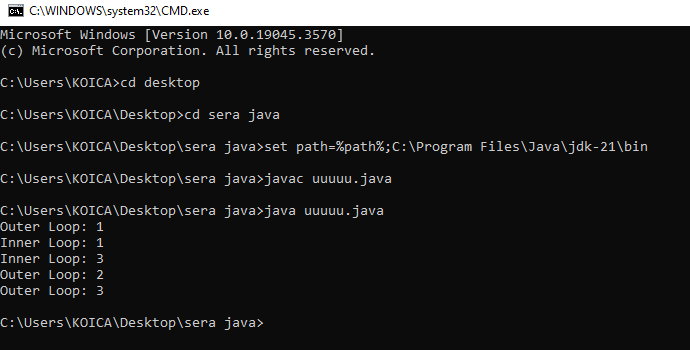 C:\WINDOWS\system32\CMD.exe
Microsoft Windows [Version 10.0.19045.3570]
(c) Microsoft Corporation. All rights reserved.
C:\Users\KOICA>cd desktop
C:\Users\KOICA\Desktop>cd sera java
C:\Users\KOICA\Desktop\sera java>set path=%path%;C:\Program Files\Java\jdk-21\bin
C:\Users\KOICA\Desktop\sera java>javac uuuuu.java
C:\Users\KOICA\Desktop\sera java>java uuuuu.java
Outer Loop: 1
Inner Loop: 1
Inner Loop: 3
Outer Loop: 2
Outer Loop: 3
C:\Users\KOICA\Desktop\sera java>